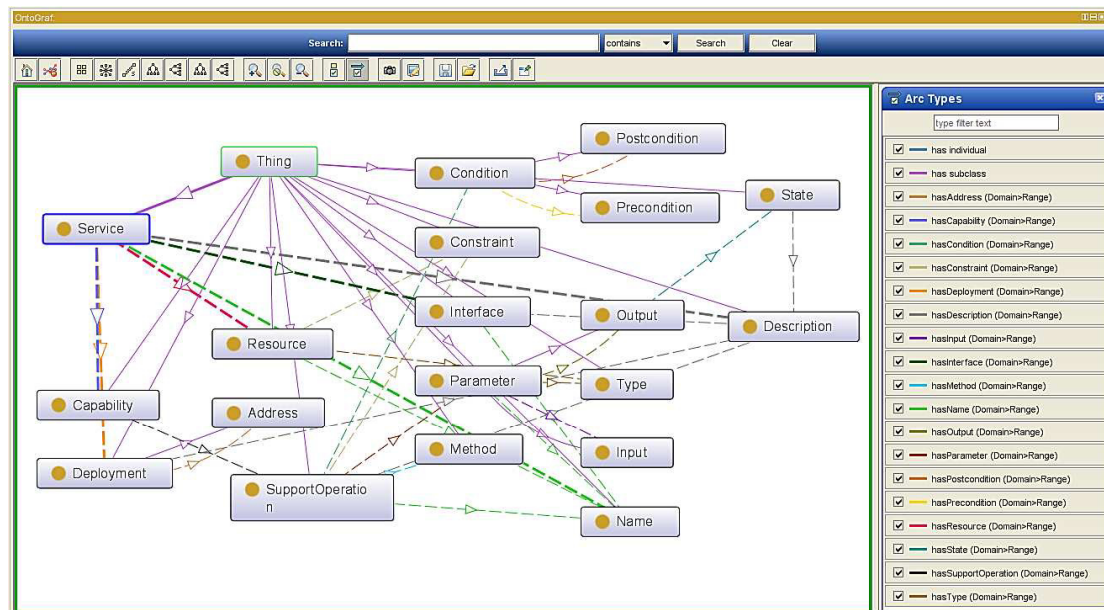 OntoGraf:
Search: contains Search Clear
Arc Types
type filter text
has individual
has subclass
hasAddress (Domain>Range)
hasCapability (Domain>Range)
hasCondition (Domain>Range)
hasConstraint (Domain>Range)
hasDeployment (Domain>Range)
hasDescription (Domain>Range)
hasInput (Domain>Range)
hasInterface (Domain>Range)
hasMethod (Domain>Range)
hasName (Domain>Range)
hasOutput (Domain>Range)
hasParameter (Domain>Range)
hasPostcondition (Domain>Range)
hasPrecondition (Domain>Range)
hasResource (Domain>Range)
hasState (Domain>Range)
hasSupportOperation (Domain>Range)
hasType (Domain>Range)
Postcondition
Thing
Condition
State
Precondition
Service
Constraint
Interface
Output
Description
Resource
Parameter
Type
Capability
Address
Method
Input
Deployment
SupportOperatio
n
Name